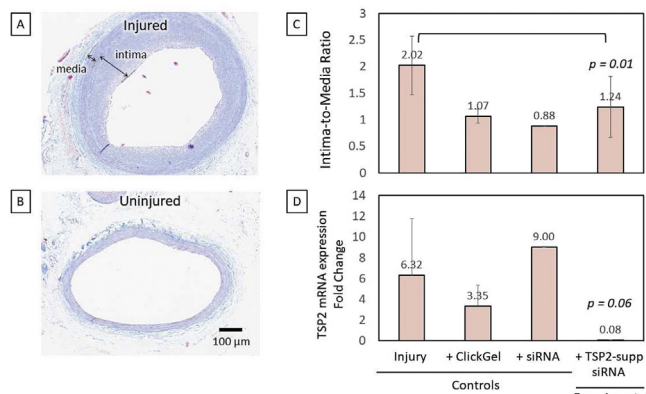 A
Injured
media
intima
B
Uninjured
100 µm
C
Intima-to-Media Ratio
3
2.5
2
1.5
1
0.5
0
2.02
1.07
0.88
1.24
p = 0.01
D
TSP2 mRNA expression
Fold Change
14
12
10
8
6
4
2
0
6.32
3.35
9.00
0.08
p = 0.06
Injury
+ ClickGel
+ siRNA
+ TSP2-supp
siRNA
Controls